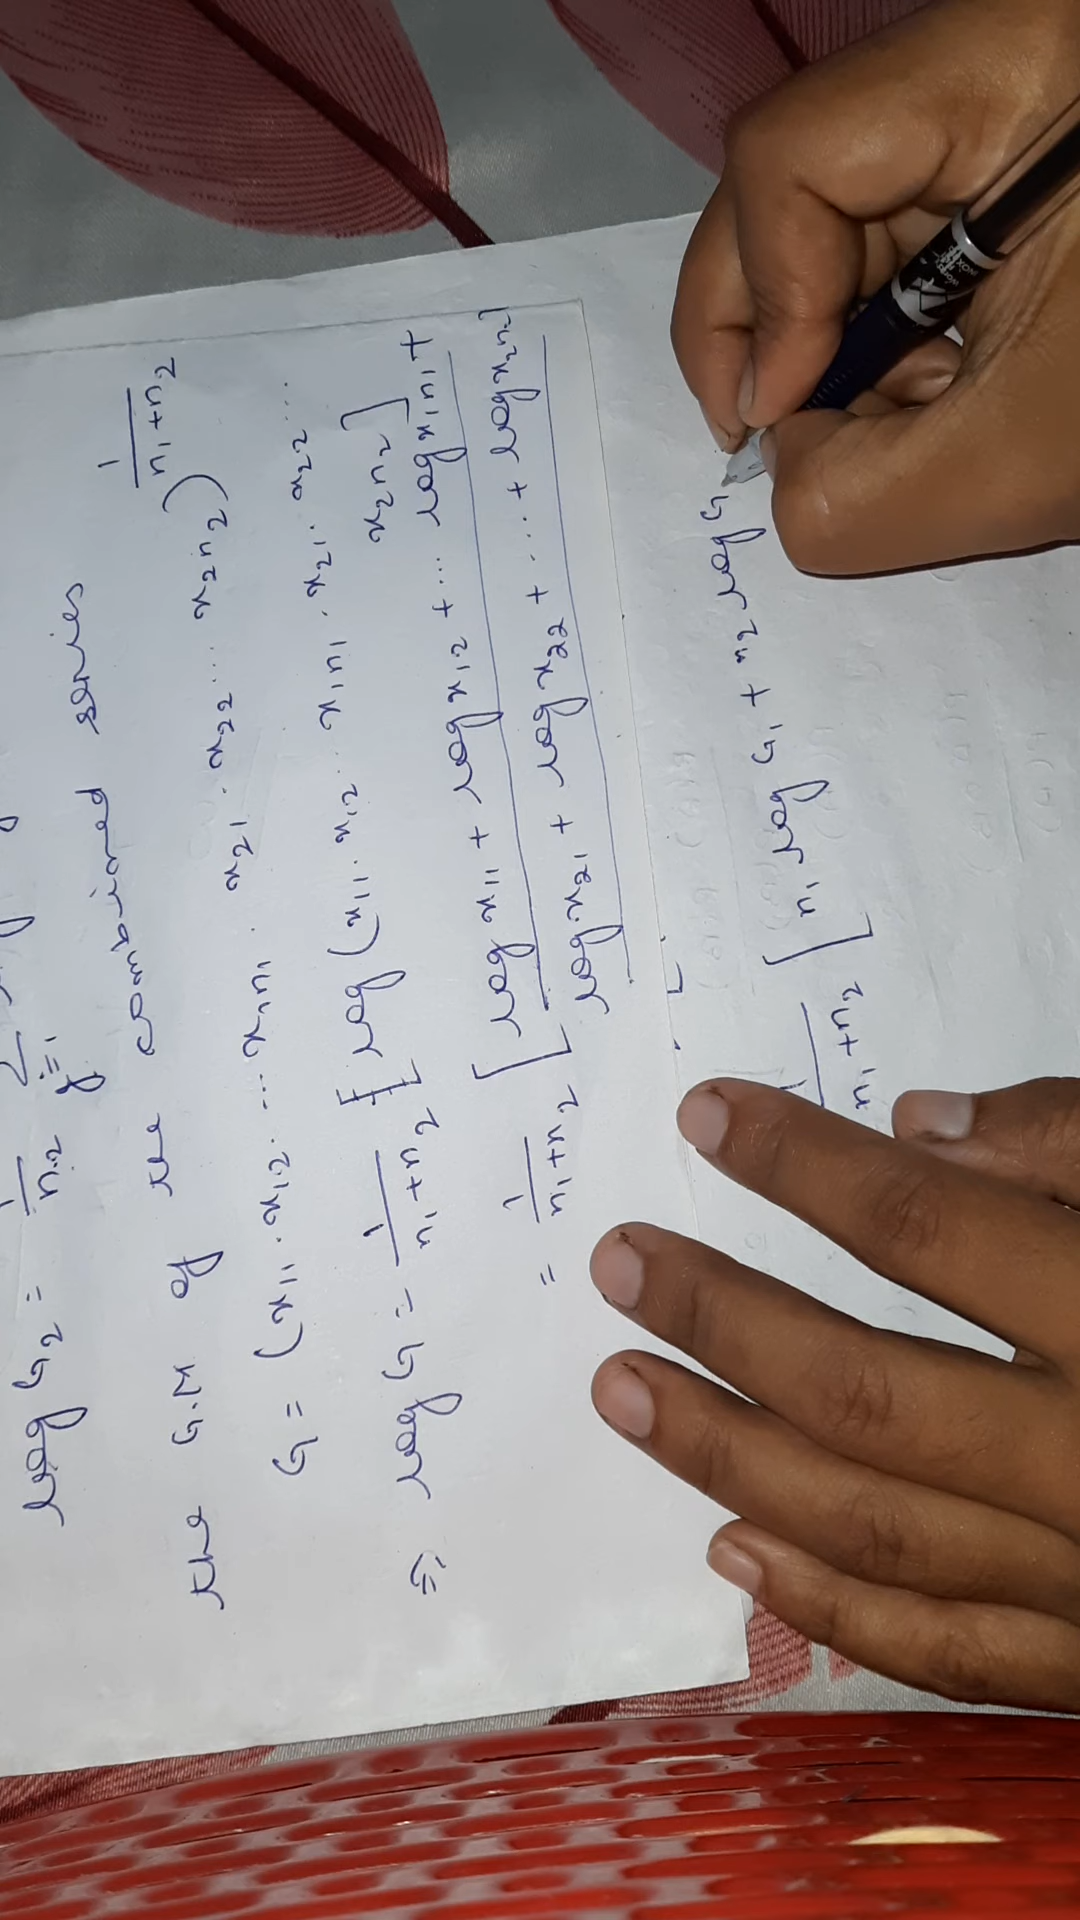 log G₂ = 1/n₂ Σ j=1
the G.M of the combined series
G = (x₁₁ . x₁₂ . ... x₁n₁ . x₂₁ . x₂₂ ... x₂n₂)^(1/(n₁+n₂))
⇒ log G = 1/(n₁+n₂) [log (x₁₁ . x₁₂ ... x₁n₁ . x₂₁ . x₂₂ ...
x₂n₂]
= 1/(n₁+n₂) [log x₁₁ + log x₁₂ + ... log x₁n₁ +
log x₂₁ + log x₂₂ + ... + log x₂n₂]
1/(n₁+n₂) [n₁ log G₁ + n₂ log G